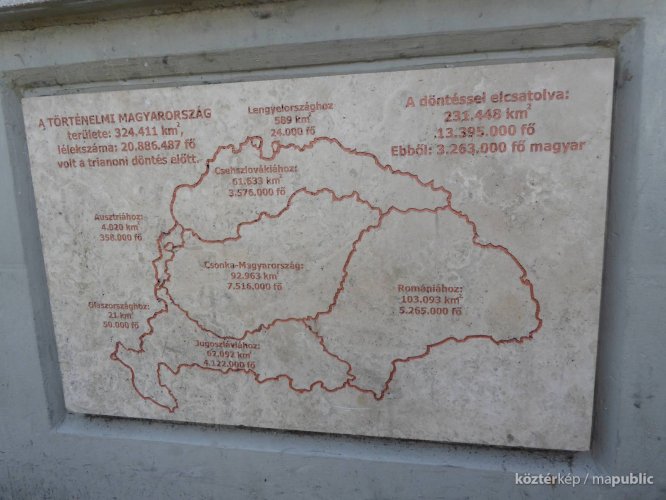 A TÖRTÉNELMI MAGYARORSZÁG
területe: 324.411 km²,
lélekszáma: 20.886.487 fő
volt a trianoni döntés előtt.
Lengyelországhoz
589 km²
24.000 fő
A döntéssel elcsatolva:
231.448 km²
13.395.000 fő
Ebből: 3.263.000 fő magyar
Csehszlovákiához:
61.633 km²
3.576.000 fő
Ausztriához:
4.020 km²
358.000 fő
Csonka-Magyarország:
92.963 km²
7.516.000 fő
Romániához:
103.093 km²
5.265.000 fő
Olaszországhoz:
21 km²
50.000 fő
Jugoszláviához:
62.092 km²
4.122.000 fő
köztérkép / mapublic